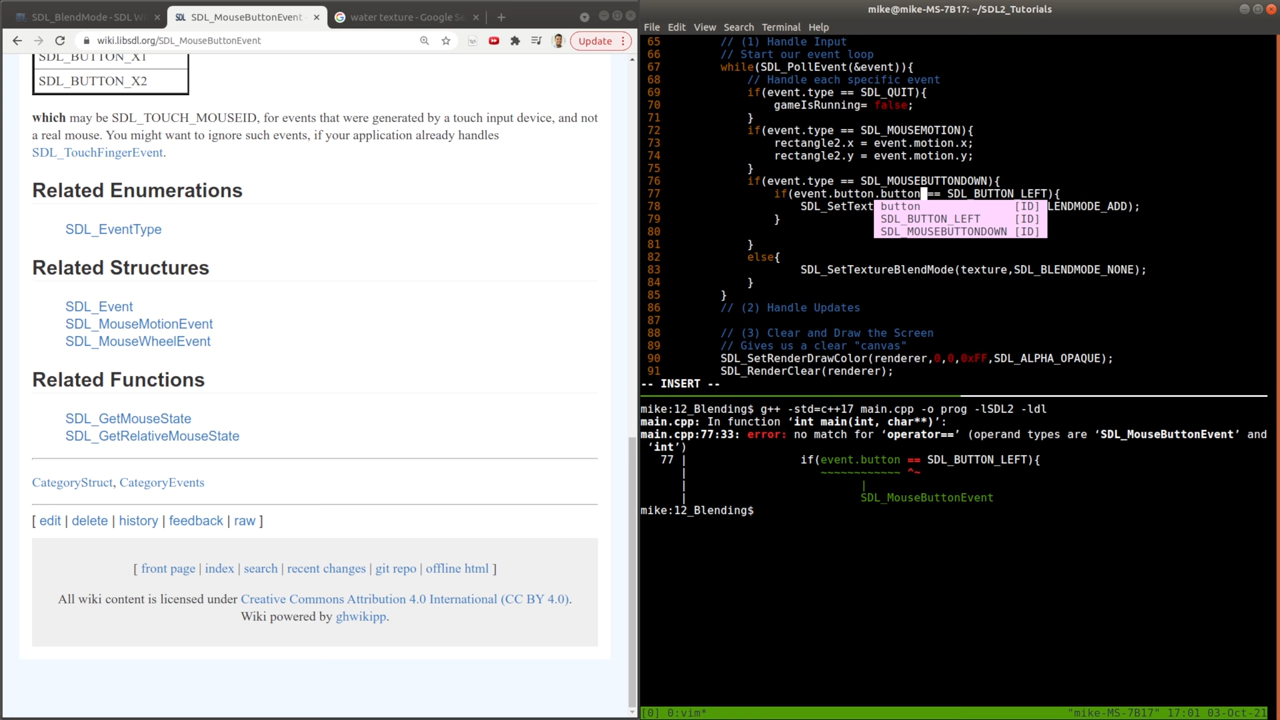 SDL_BlendMode - SDL Wi
SDL_MouseButtonEvent
water texture - Google Se
wiki.libsdl.org/SDL_MouseButtonEvent
Update
SDL_BUTTON_X1
SDL_BUTTON_X2
which may be SDL_TOUCH_MOUSEID, for events that were generated by a touch input device, and not
a real mouse. You might want to ignore such events, if your application already handles
SDL_TouchFingerEvent.
Related Enumerations
SDL_EventType
Related Structures
SDL_Event
SDL_MouseMotionEvent
SDL_MouseWheelEvent
Related Functions
SDL_GetMouseState
SDL_GetRelativeMouseState
CategoryStruct, CategoryEvents
[ edit | delete | history | feedback | raw ]
[ front page | index | search | recent changes | git repo | offline html ]
All wiki content is licensed under Creative Commons Attribution 4.0 International (CC BY 4.0).
Wiki powered by ghwikipp.
mike@mike-MS-7B17: ~/SDL2_Tutorials
File Edit View Search Terminal Help
65 // (1) Handle Input
66 // Start our event loop
67 while(SDL_PollEvent(&event)){
68 // Handle each specific event
69 if(event.type == SDL_QUIT){
70 gameIsRunning= false;
71 }
72 if(event.type == SDL_MOUSEMOTION){
73 rectangle2.x = event.motion.x;
74 rectangle2.y = event.motion.y;
75 }
76 if(event.type == SDL_MOUSEBUTTONDOWN){
77 if(event.button.button == SDL_BUTTON_LEFT){
78 SDL_SetText button [ID] LENDMODE_ADD);
79 } SDL_BUTTON_LEFT [ID]
80 SDL_MOUSEBUTTONDOWN [ID]
81 }
82 else{
83 SDL_SetTextureBlendMode(texture,SDL_BLENDMODE_NONE);
84 }
85 }
86 // (2) Handle Updates
87
88 // (3) Clear and Draw the Screen
89 // Gives us a clear "canvas"
90 SDL_SetRenderDrawColor(renderer,0,0,0xFF,SDL_ALPHA_OPAQUE);
91 SDL_RenderClear(renderer);
-- INSERT --
mike:12_Blending$ g++ -std=c++17 main.cpp -o prog -lSDL2 -ldl
main.cpp: In function ‘int main(int, char**)’:
main.cpp:77:33: error: no match for ‘operator==’ (operand types are ‘SDL_MouseButtonEvent’ and
‘int’)
77 | if(event.button == SDL_BUTTON_LEFT){
| ~~~~~~~~~~~~ ^~
| |
| SDL_MouseButtonEvent
mike:12_Blending$
[0] 0:vim* "mike-MS-7B17" 17:01 03-Oct-21